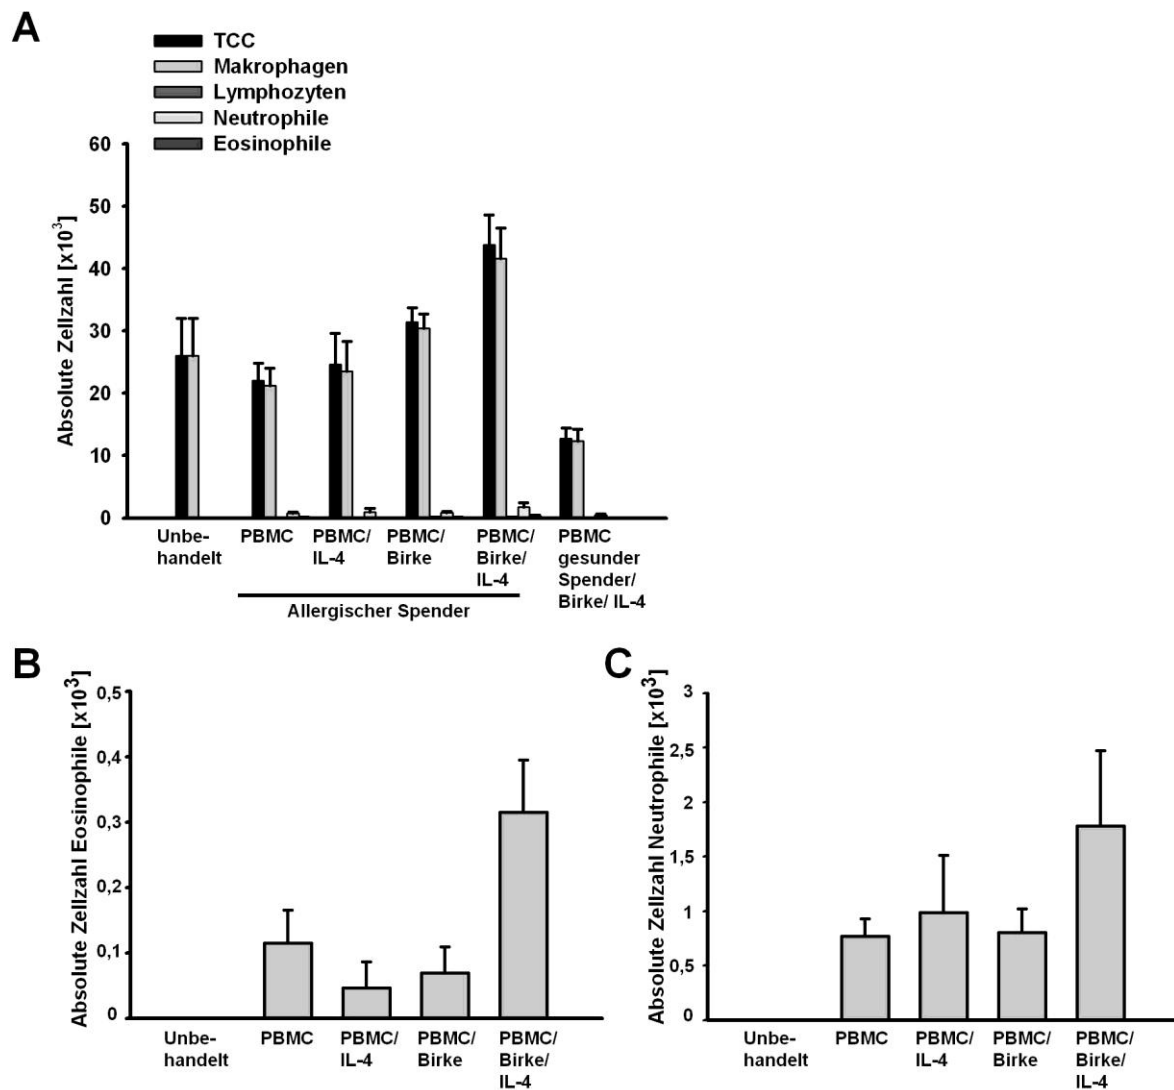 A
TCC
Makrophagen
Lymphozyten
Neutrophile
Eosinophile
Absolute Zellzahl [x10³]
60
50
40
30
20
10
0
Unbe-
handelt
PBMC
PBMC/
IL-4
PBMC/
Birke
PBMC/
Birke/
IL-4
PBMC
gesunder
Spender/
Birke/ IL-4
Allergischer Spender
B
Absolute Zellzahl Eosinophile [x10³]
0,5
0,4
0,3
0,2
0,1
0
Unbe-
handelt
PBMC
PBMC/
IL-4
PBMC/
Birke
PBMC/
Birke/
IL-4
C
Absolute Zellzahl Neutrophile [x10³]
3
2,5
2
1,5
1
0,5
0
Unbe-
handelt
PBMC
PBMC/
IL-4
PBMC/
Birke
PBMC/
Birke/
IL-4